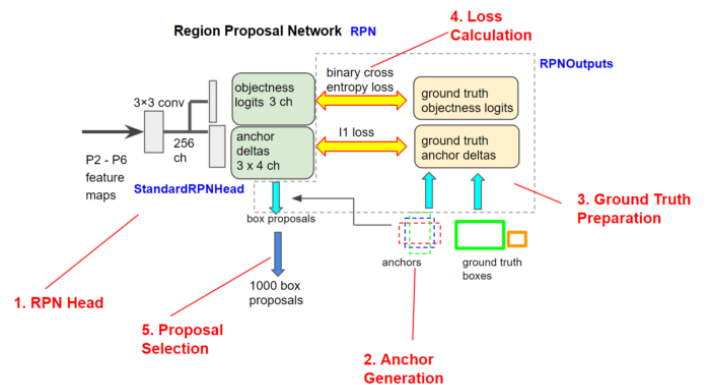 4. Loss
Calculation
Region Proposal Network RPN
RPNOutputs
binary cross
entropy loss
objectness
logits 3 ch
ground truth
objectness logits
3×3 conv
l1 loss
anchor
deltas
3 x 4 ch
ground truth
anchor deltas
256
ch
P2 - P6
feature
maps
StandardRPNHead
3. Ground Truth
Preparation
box proposals
anchors
ground truth
boxes
1. RPN Head
1000 box
proposals
5. Proposal
Selection
2. Anchor
Generation